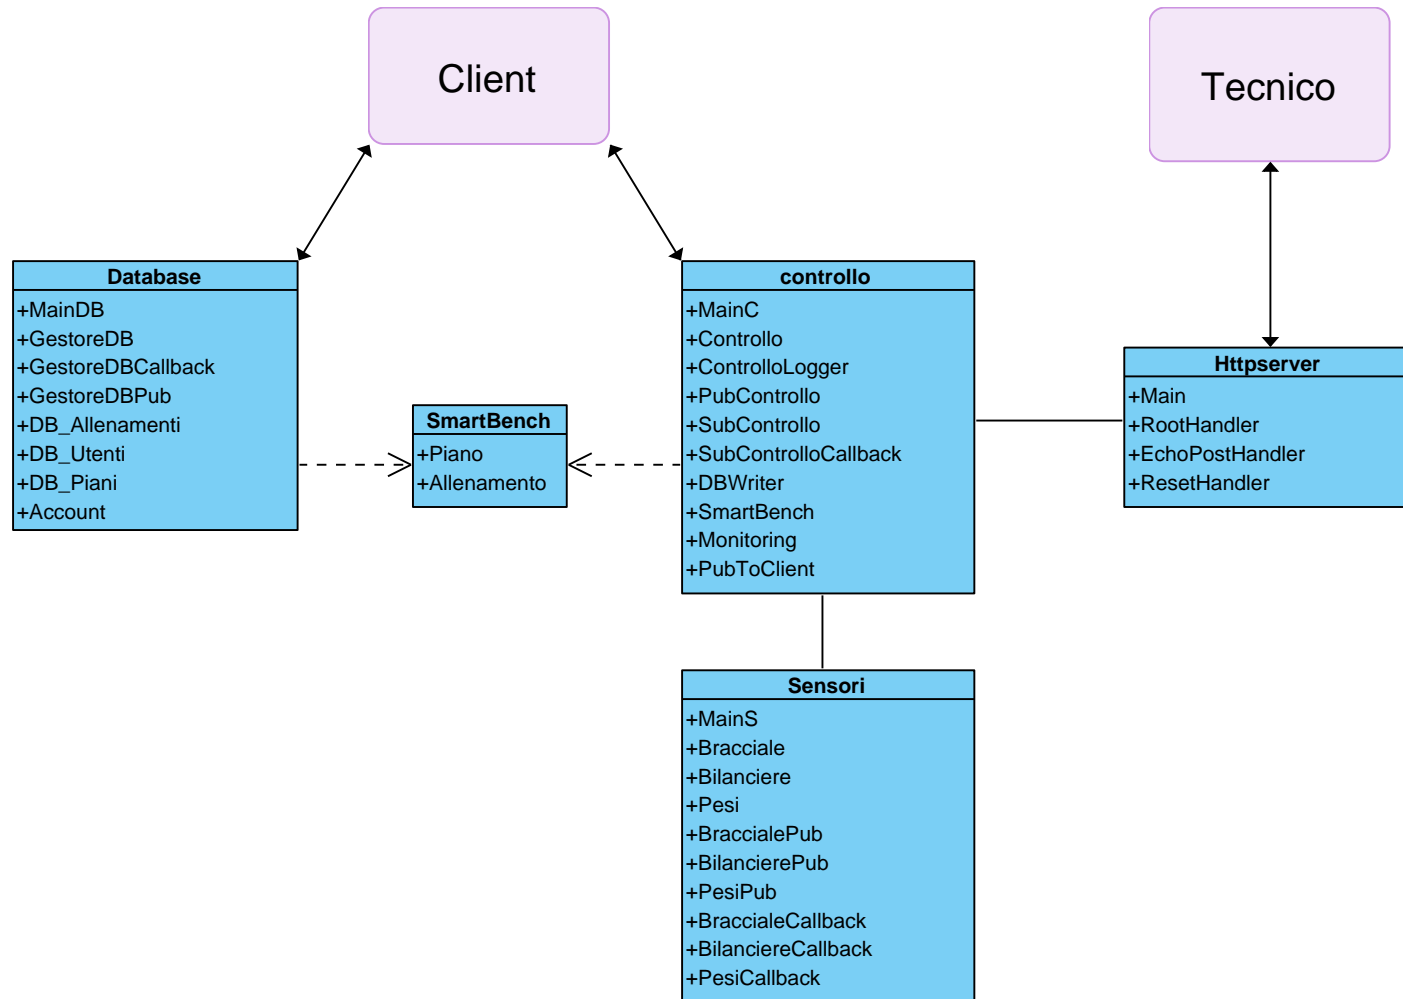 Client
Tecnico
Database
+MainDB
+GestoreDB
+GestoreDBCallback
+GestoreDBPub
+DB_Allenamenti
+DB_Utenti
+DB_Piani
+Account
SmartBench
+Piano
+Allenamento
controllo
+MainC
+Controllo
+ControlloLogger
+PubControllo
+SubControllo
+SubControlloCallback
+DBWriter
+SmartBench
+Monitoring
+PubToClient
Httpserver
+Main
+RootHandler
+EchoPostHandler
+ResetHandler
Sensori
+MainS
+Bracciale
+Bilanciere
+Pesi
+BraccialePub
+BilancierePub
+PesiPub
+BraccialeCallback
+BilanciereCallback
+PesiCallback